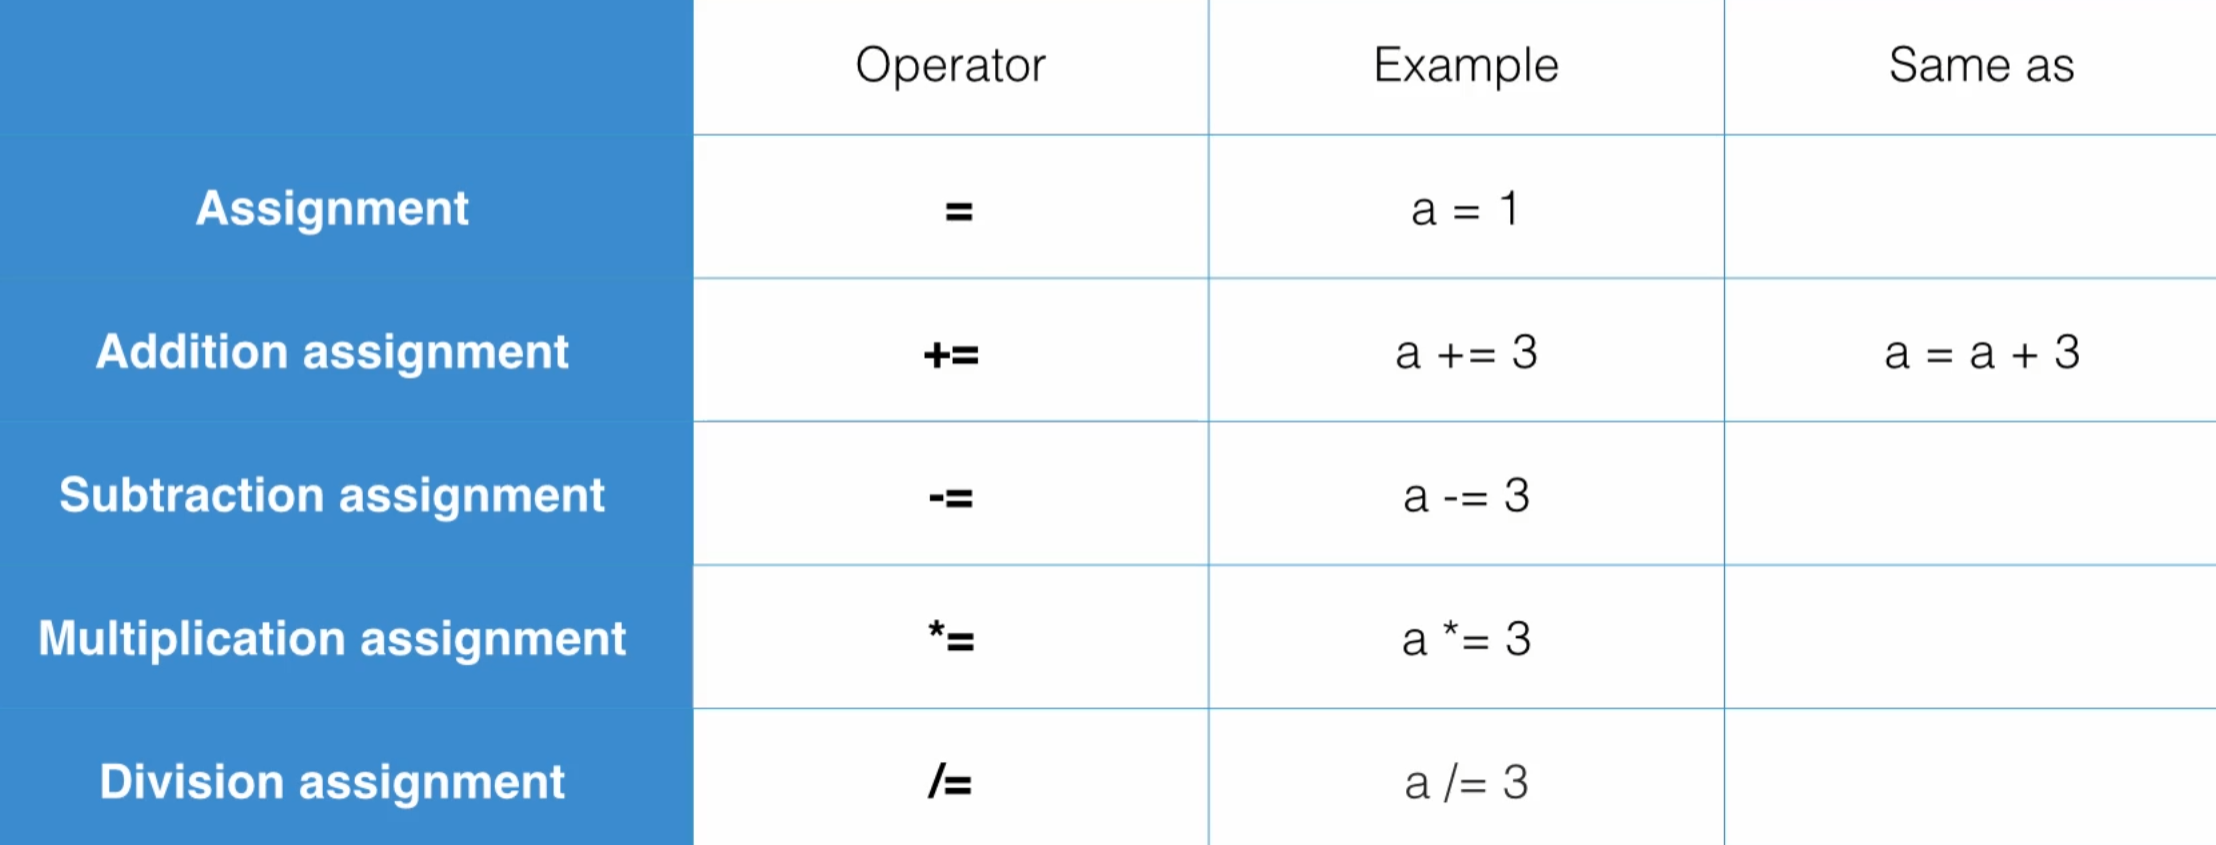 Operator Example Same as
Assignment = a = 1
Addition assignment += a += 3 a = a + 3
Subtraction assignment -= a -= 3
Multiplication assignment *= a *= 3
Division assignment /= a /= 3